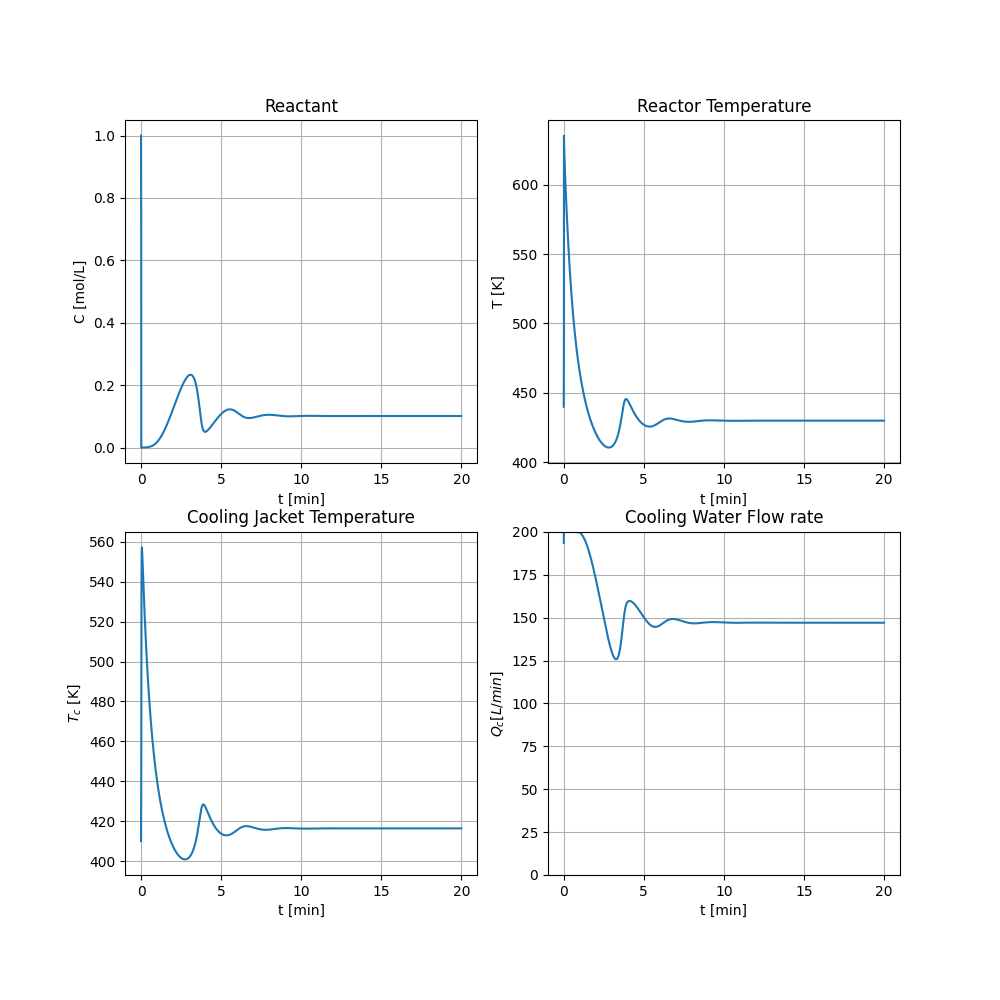 Reactant
1.0
0.8
0.6
0.4
0.2
0.0
C [mol/L]
0 5 10 15 20
t [min]
Reactor Temperature
600
550
500
450
400
T [K]
0 5 10 15 20
t [min]
Cooling Jacket Temperature
560
540
520
500
480
460
440
420
400
T_c [K]
0 5 10 15 20
t [min]
Cooling Water Flow rate
200
175
150
125
100
75
50
25
0
Q_c[L/min]
0 5 10 15 20
t [min]